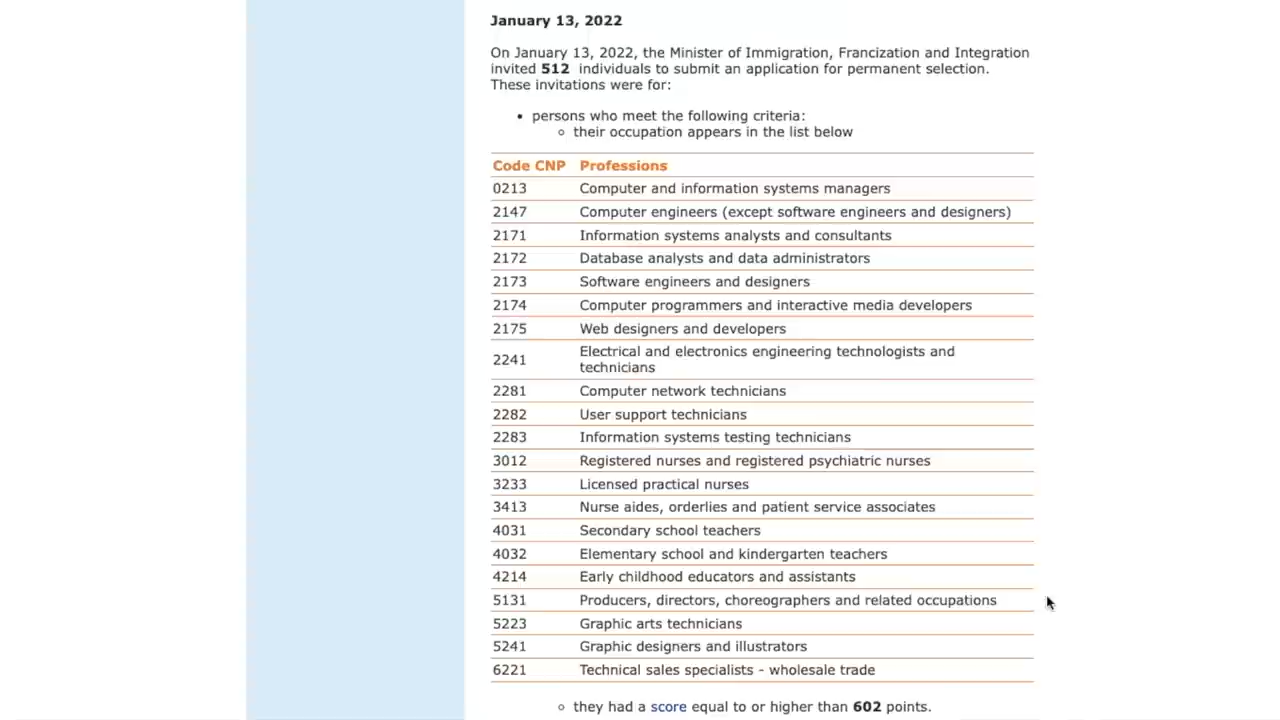 January 13, 2022
On January 13, 2022, the Minister of Immigration, Francization and Integration
invited 512 individuals to submit an application for permanent selection.
These invitations were for:
• persons who meet the following criteria:
○ their occupation appears in the list below
Code CNP Professions
0213 Computer and information systems managers
2147 Computer engineers (except software engineers and designers)
2171 Information systems analysts and consultants
2172 Database analysts and data administrators
2173 Software engineers and designers
2174 Computer programmers and interactive media developers
2175 Web designers and developers
2241 Electrical and electronics engineering technologists and
technicians
2281 Computer network technicians
2282 User support technicians
2283 Information systems testing technicians
3012 Registered nurses and registered psychiatric nurses
3233 Licensed practical nurses
3413 Nurse aides, orderlies and patient service associates
4031 Secondary school teachers
4032 Elementary school and kindergarten teachers
4214 Early childhood educators and assistants
5131 Producers, directors, choreographers and related occupations
5223 Graphic arts technicians
5241 Graphic designers and illustrators
6221 Technical sales specialists - wholesale trade
○ they had a score equal to or higher than 602 points.